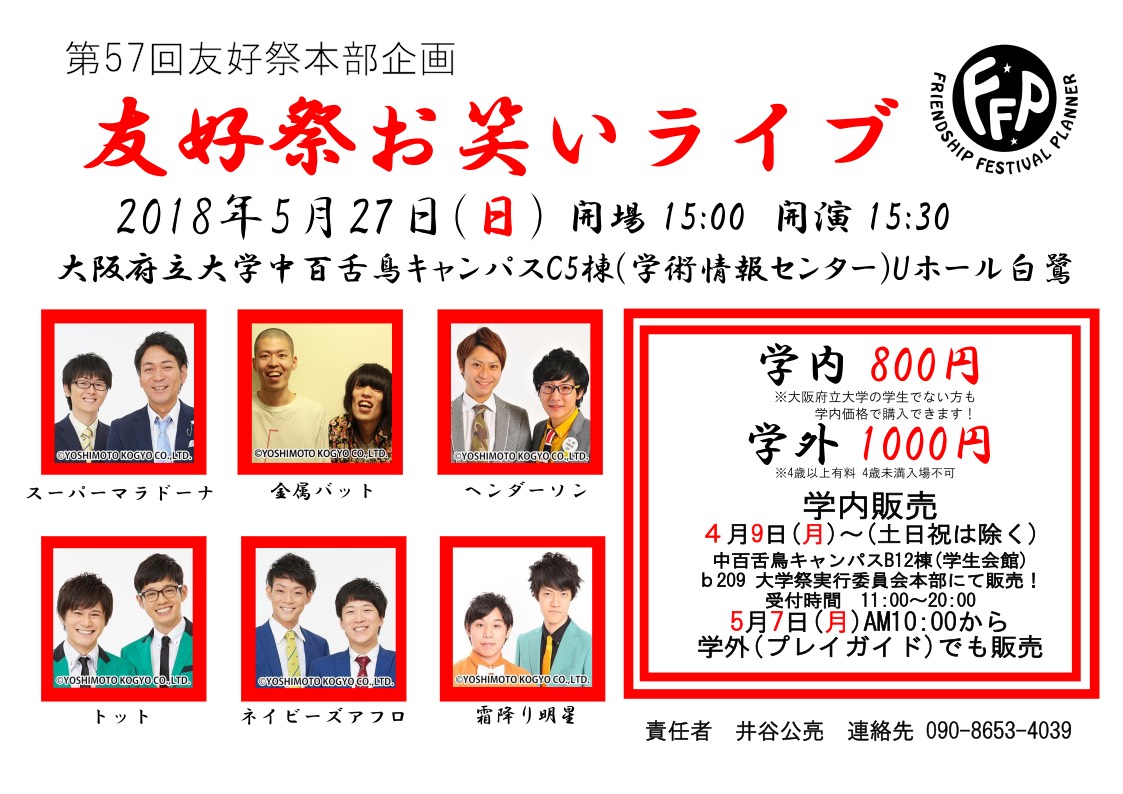 第57回友好祭本部企画
友好祭お笑いライブ
FFP
FRIENDSHIP FESTIVAL PLANNER
2018年5月27日(日) 開場 15:00 開演 15:30
大阪府立大学中百舌鳥キャンパスC5棟(学術情報センター)Uホール白鷺
©YOSHIMOTO KOGYO CO.,LTD.
スーパーマラドーナ
©YOSHIMOTO KOGYO CO.,LTD.
金属バット
©YOSHIMOTO KOGYO CO.,LTD.
ヘンダーソン
©YOSHIMOTO KOGYO CO.,LTD.
トット
©YOSHIMOTO KOGYO CO.,LTD.
ネイビーズアフロ
©YOSHIMOTO KOGYO CO.,LTD.
霜降り明星
学内 800円
※大阪府立大学の学生でない方も
学内価格で購入できます!
学外 1000円
※4歳以上有料 4歳未満入場不可
学内販売
4月9日(月)〜(土日祝は除く)
中百舌鳥キャンパスB12棟(学生会館)
b209 大学祭実行委員会本部にて販売!
受付時間 11:00〜20:00
5月7日(月)AM10:00から
学外(プレイガイド)でも販売
責任者 井谷公亮 連絡先 090-8653-4039